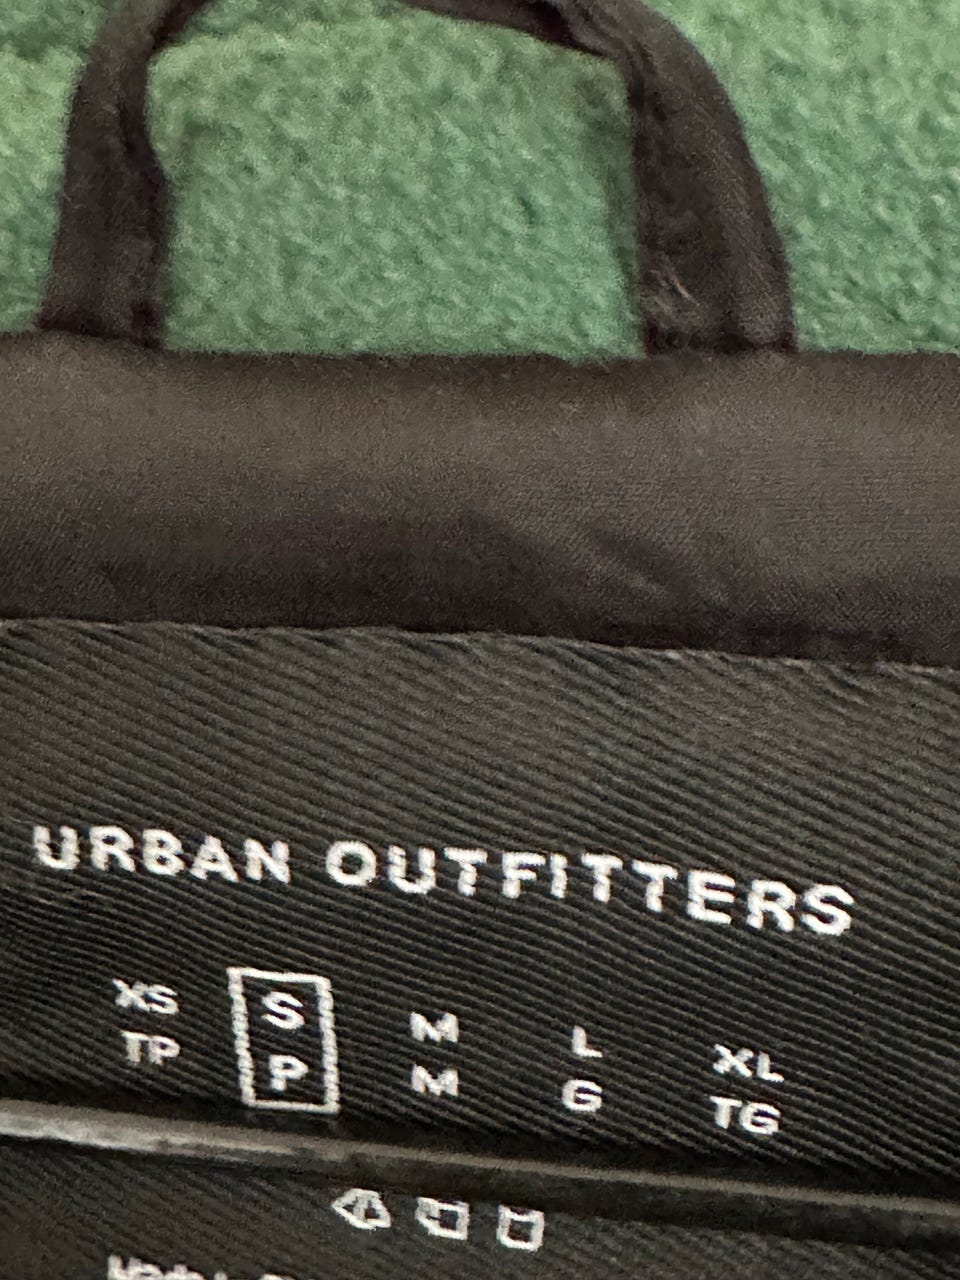 URBAN OUTFITTERS
XS S M L XL
TP P M G TG